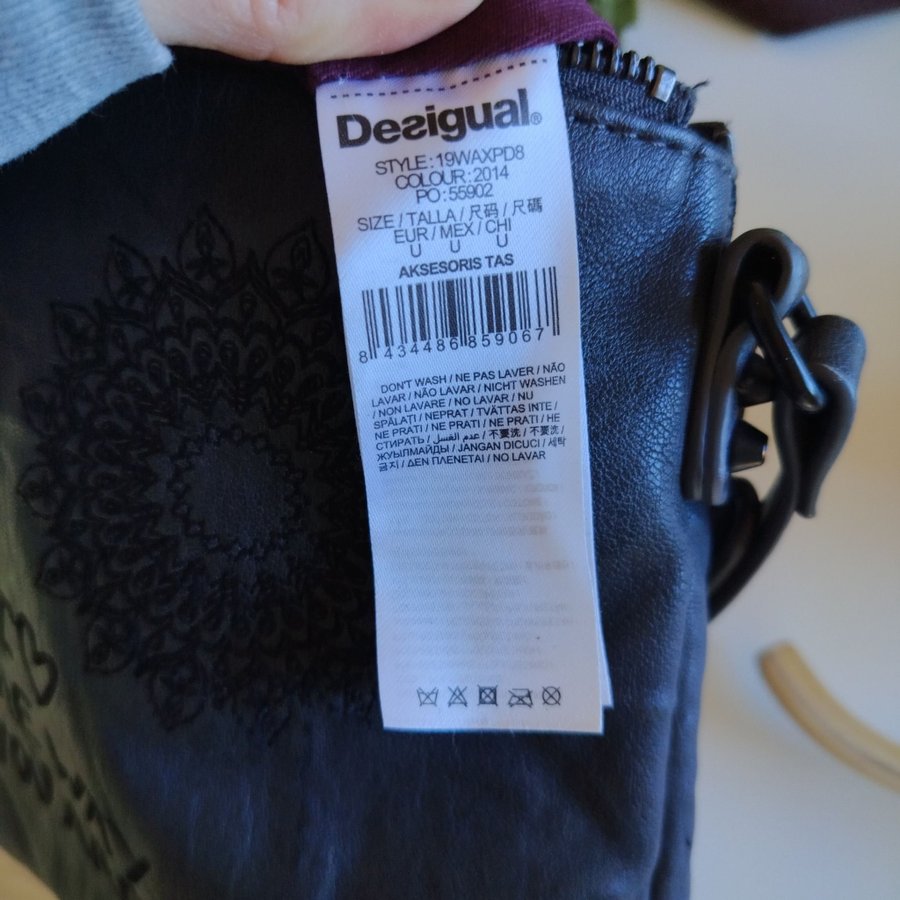 Desigual®
STYLE: 19WAXPD8
COLOUR: 2014
PO: 55902
SIZE / TALLA / 尺码 / 尺碼
EUR / MEX / CHI
U U U
AKSESORIS TAS
8 434486 859067
DON'T WASH / NE PAS LAVER / NÃO
LAVAR / NÃO LAVAR / NICHT WASHEN
/ NON LAVARE / NO LAVAR / NU
SPĂLAȚI / NEPRAT / TVÄTTAS INTE /
NE PRATI / NE PRATI / NE PRATI / НЕ
СТИРАТЬ / عدم الغسل / 不要洗 / 不要洗 /
ЖУЫЛМАЙДЫ / JANGAN DICUCI / 세탁
금지 / ΔΕΝ ΠΛΕΝΕΤΑΙ / NO LAVAR